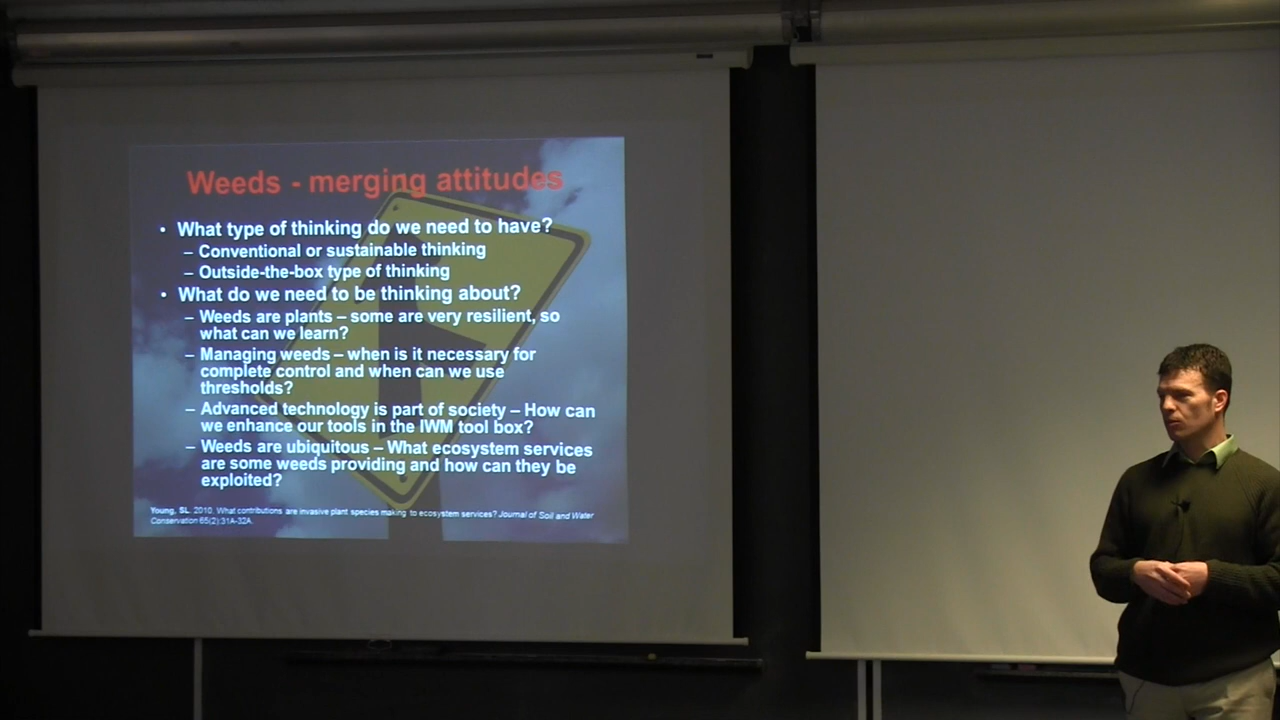 Weeds - merging attitudes
• What type of thinking do we need to have?
– Conventional or sustainable thinking
– Outside-the-box type of thinking
• What do we need to be thinking about?
– Weeds are plants – some are very resilient, so
what can we learn?
– Managing weeds – when is it necessary for
complete control and when can we use
thresholds?
– Advanced technology is part of society – How can
we enhance our tools in the IWM tool box?
– Weeds are ubiquitous – What ecosystem services
are some weeds providing and how can they be
exploited?
Young, SL. 2010. What contributions are invasive plant species making to ecosystem services? Journal of Soil and Water
Conservation 65(2):31A-32A.